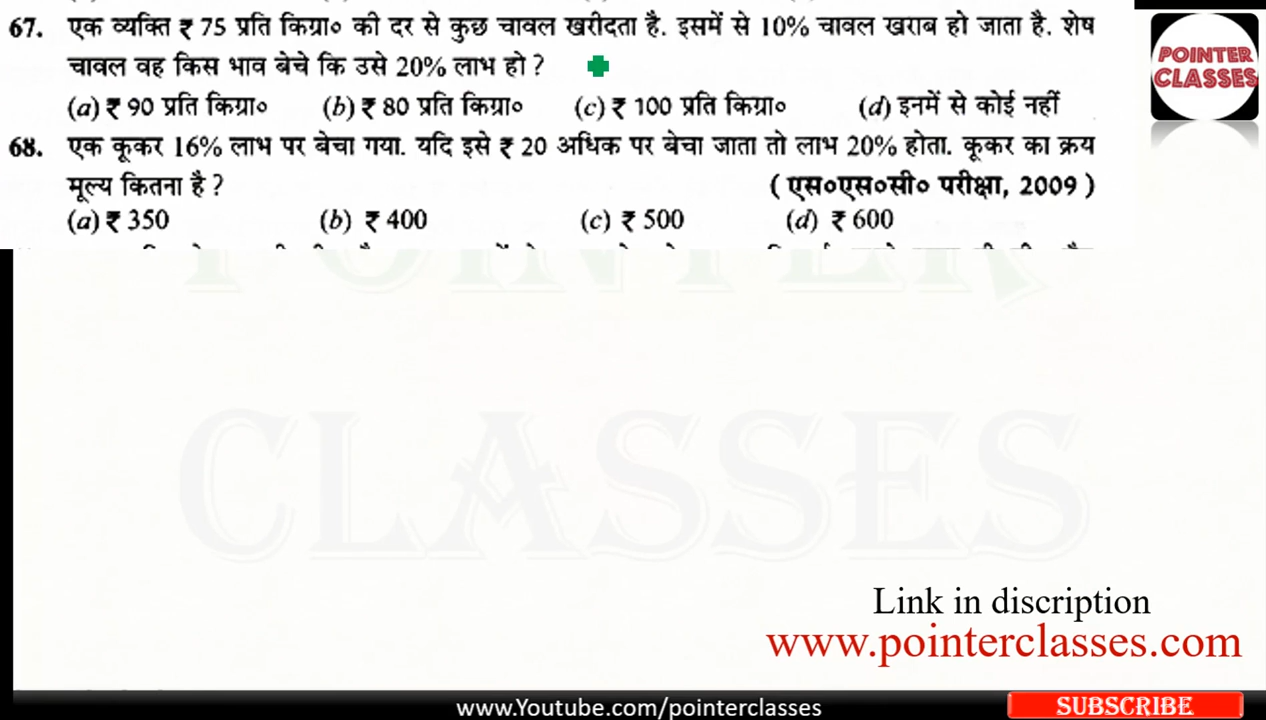 67. एक व्यक्ति ₹ 75 प्रति किग्रा० की दर से कुछ चावल खरीदता है. इसमें से 10% चावल खराब हो जाता है. शेष
चावल वह किस भाव बेचे कि उसे 20% लाभ हो ?
(a) ₹ 90 प्रति किग्रा० (b) ₹ 80 प्रति किग्रा० (c) ₹ 100 प्रति किग्रा० (d) इनमें से कोई नहीं
68. एक कूकर 16% लाभ पर बेचा गया. यदि इसे ₹ 20 अधिक पर बेचा जाता तो लाभ 20% होता. कूकर का क्रय
मूल्य कितना है ?
( एस०एस०सी० परीक्षा, 2009 )
(a) ₹ 350 (b) ₹ 400 (c) ₹ 500 (d) ₹ 600
POINTER
CLASSES
POINTER
CLASSES
Link in discription
www.pointerclasses.com
www.Youtube.com/pointerclasses
SUBSCRIBE